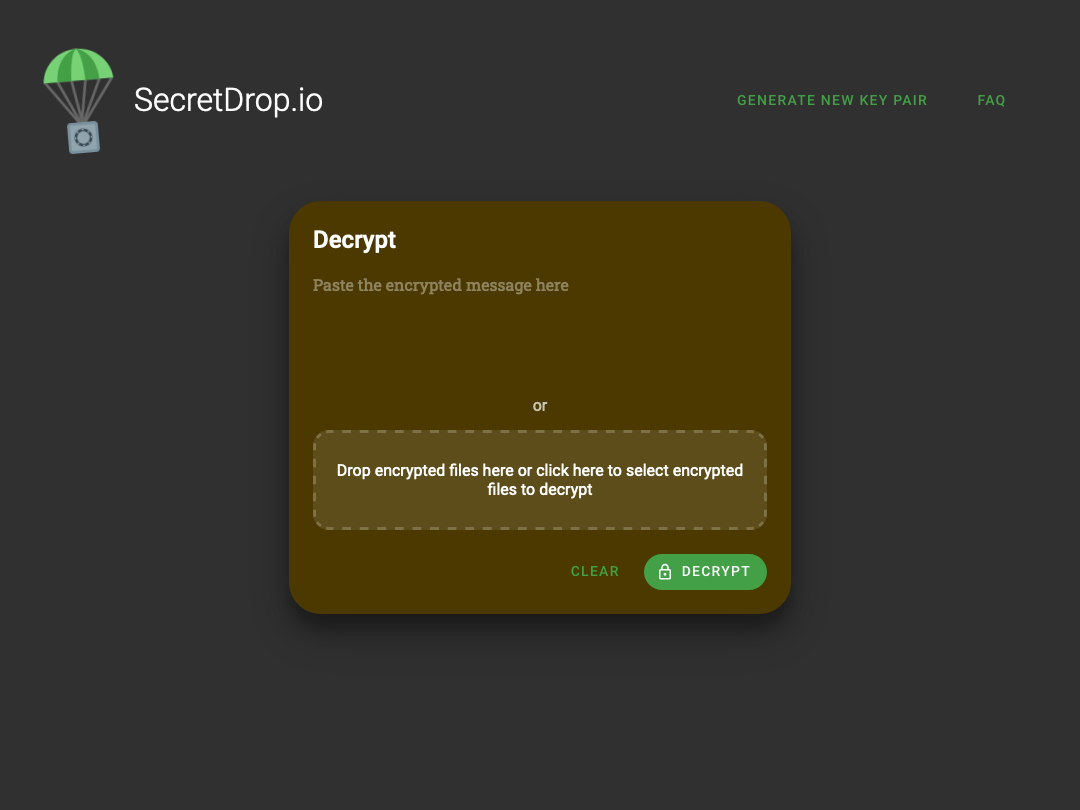 SecretDrop.io
GENERATE NEW KEY PAIR
FAQ
Decrypt
Paste the encrypted message here
or
Drop encrypted files here or click here to select encrypted
files to decrypt
CLEAR
DECRYPT